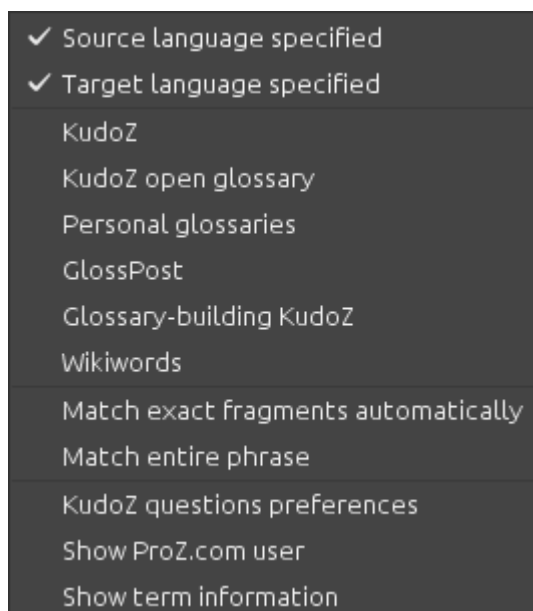 Source language specified
Target language specified
KudoZ
KudoZ open glossary
Personal glossaries
GlossPost
Glossary-building KudoZ
Wikiwords
Match exact fragments automatically
Match entire phrase
KudoZ questions preferences
Show ProZ.com user
Show term information